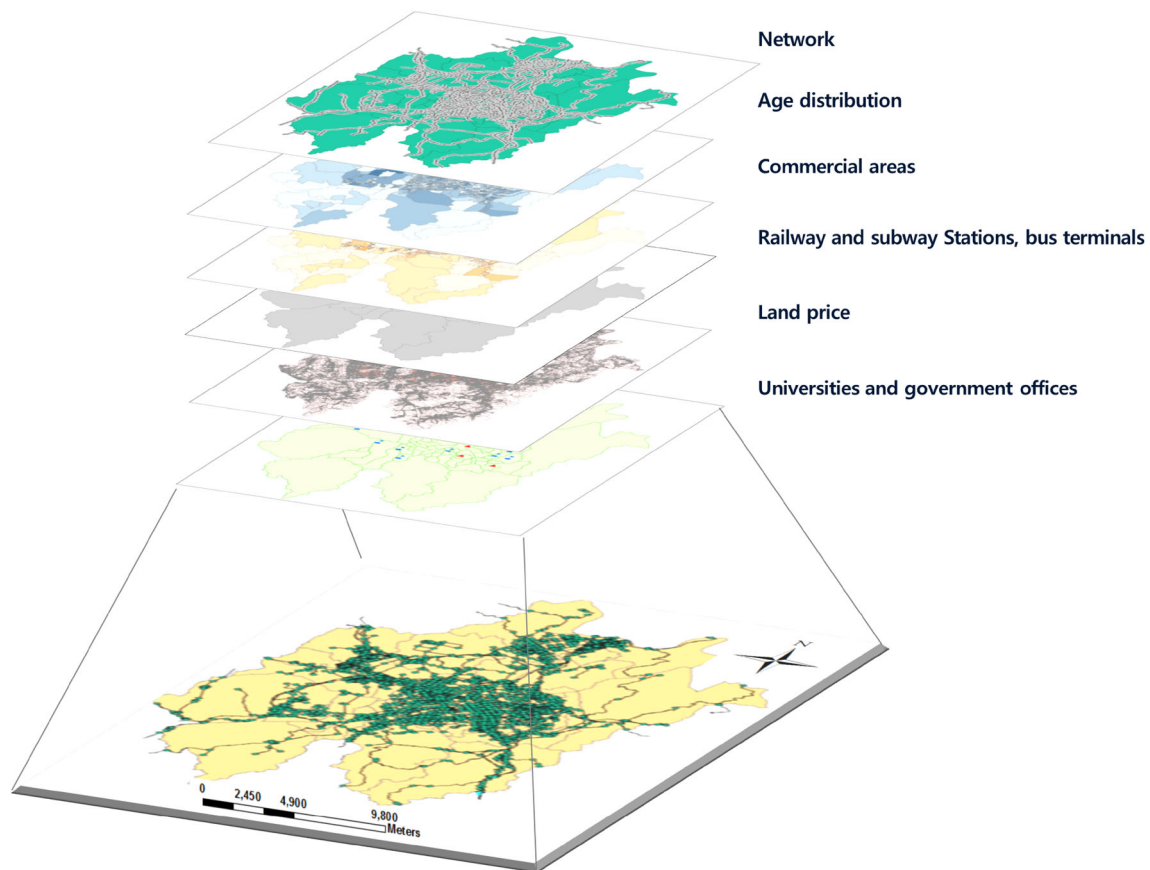 Network
Age distribution
Commercial areas
Railway and subway Stations, bus terminals
Land price
Universities and government offices
N
0 2,450 4,900 9,800
Meters